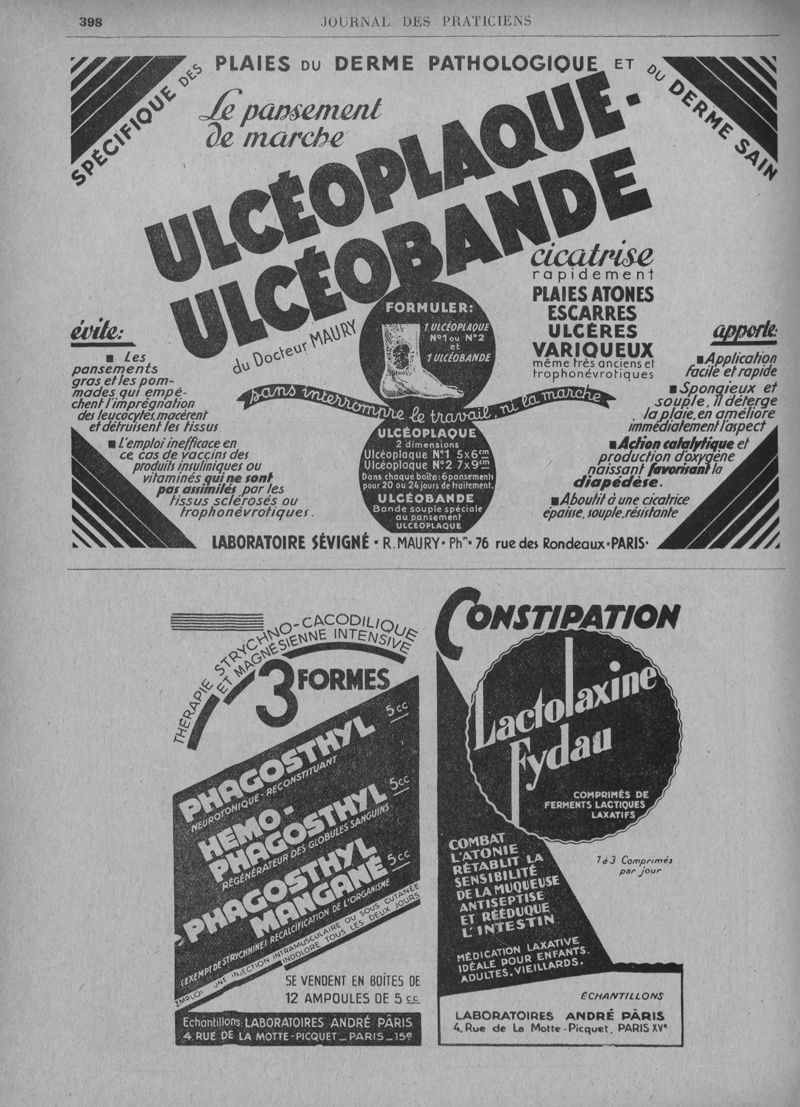 398
JOURNAL DES PRATICIENS
SPÉCIFIQUE DES PLAIES DU DERME PATHOLOGIQUE ET DU DERME SAIN
Le pansement
de marche
ULCÉOPLAQUE-
ULCÉOBANDE
du Docteur MAURY
cicatrise
rapidement
PLAIES ATONES
ESCARRES
ULCÈRES
VARIQUEUX
même très anciens et
trophonévrotiques
FORMULER:
1 ULCÉOPLAQUE
N°1 ou N°2
et
1 ULCÉOBANDE
évite:
■ Les
pansements
gras et les pom-
mades qui empê-
chent l'imprégnation
des leucocytes, macèrent
et détruisent les tissus
■ L'emploi inefficace en
ce cas de vaccins des
produits insuliniques ou
vitaminés qui ne sont
pas assimilés par les
tissus sclérosés ou
trophonévrotiques.
sans interrompre le travail, ni la marche
ULCÉOPLAQUE
2 dimensions
Ulcéoplaque N°1 5x6cm
Ulcéoplaque N°2 7x9cm
Dans chaque boîte: 6 pansements
pour 20 ou 24 jours de traitement.
ULCÉOBANDE
Bande souple spéciale
au pansement
ULCÉOPLAQUE
apporte:
■ Application
facile et rapide
■ Spongieux et
souple, il déterge
la plaie, en améliore
immédiatement l'aspect
■ Action catalytique et
production d'oxygène
naissant favorisant la
diapédèse.
■ Aboutit à une cicatrice
épaisse, souple, résistante
LABORATOIRE SÉVIGNÉ • R. MAURY • Phen • 76 rue des Rondeaux • PARIS •
THÉRAPIE STRYCHNO-CACODILIQUE
ET MAGNÉSIENNE INTENSIVE
3 FORMES
PHAGOSTHYL 5cc
NEUROTONIQUE - RECONSTITUANT
HEMO-
PHAGOSTHYL 5cc
RÉGÉNÉRATEUR DES GLOBULES SANGUINS
PHAGOSTHYL
MANGANÉ 5cc
(EXEMPT DE STRYCHNINE) RECALCIFICATION DE L'ORGANISME
EMPLOI: UNE INJECTION INTRAMUSCULAIRE OU SOUS CUTANÉE
INDOLORE TOUS LES DEUX JOURS
SE VENDENT EN BOÎTES DE
12 AMPOULES DE 5 cc.
Echantillons: LABORATOIRES ANDRÉ PÂRIS
4, RUE DE LA MOTTE-PICQUET _ PARIS _ 15e
CONSTIPATION
Lactolaxine
Fydau
COMPRIMÉS DE
FERMENTS LACTIQUES
LAXATIFS
1 à 3 Comprimés
par jour
COMBAT
L'ATONIE
RÉTABLIT LA
SENSIBILITÉ
DE LA MUQUEUSE
ANTISEPTISE
ET RÉÉDUQUE
L'INTESTIN
MÉDICATION LAXATIVE
IDÉALE POUR ENFANTS.
ADULTES. VIEILLARDS.
ÉCHANTILLONS
LABORATOIRES ANDRÉ PÂRIS
4, Rue de La Motte-Picquet, PARIS XVe